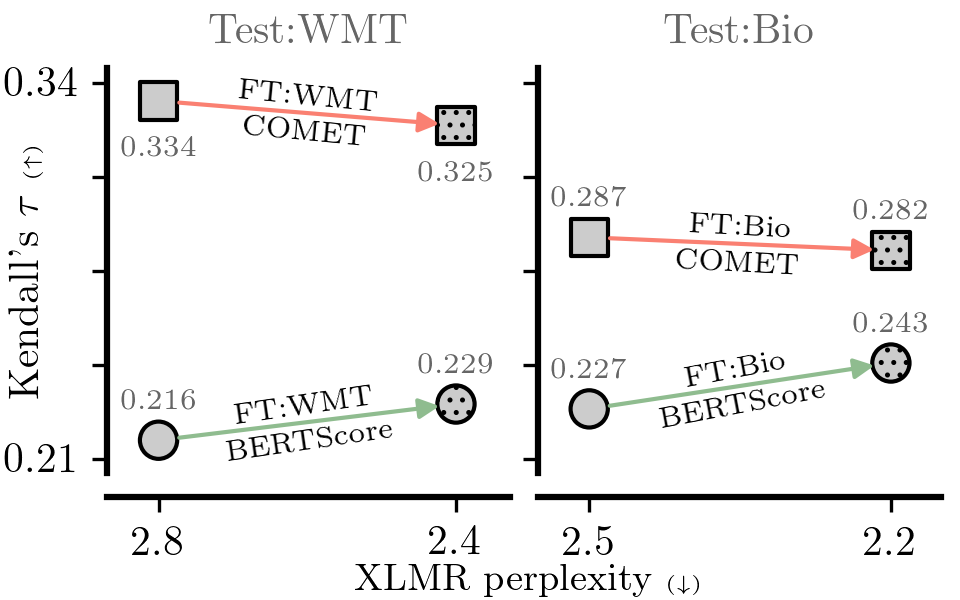 Test:WMT
Test:Bio
Kendall's τ (↑)
0.34
0.21
FT:WMT
COMET
0.334
0.325
FT:WMT
BERTScore
0.216
0.229
FT:Bio
COMET
0.287
0.282
FT:Bio
BERTScore
0.227
0.243
2.8
2.4
2.5
2.2
XLMR perplexity (↓)